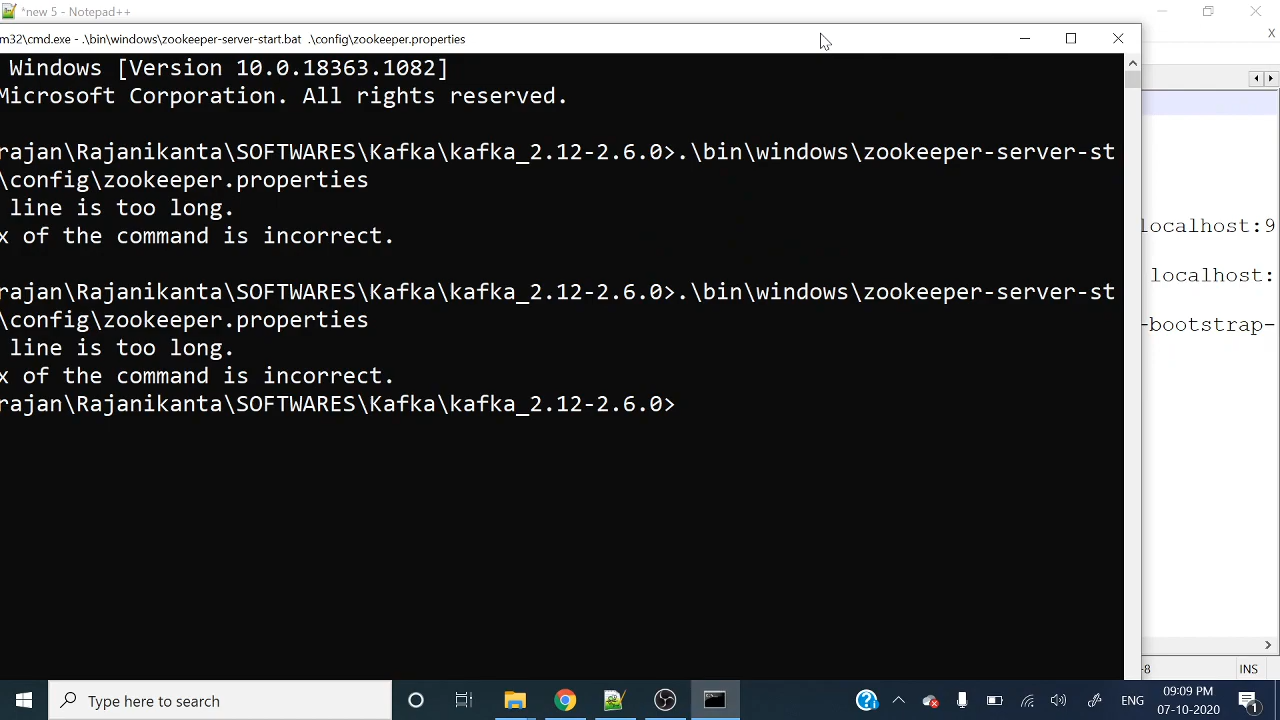 *new 5 - Notepad++
m32\cmd.exe - .\bin\windows\zookeeper-server-start.bat .\config\zookeeper.properties
Windows [Version 10.0.18363.1082]
Microsoft Corporation. All rights reserved.
rajan\Rajanikanta\SOFTWARES\Kafka\kafka_2.12-2.6.0>.\bin\windows\zookeeper-server-st
\config\zookeeper.properties
line is too long.
x of the command is incorrect.
localhost:9
localhost:
rajan\Rajanikanta\SOFTWARES\Kafka\kafka_2.12-2.6.0>.\bin\windows\zookeeper-server-st
\config\zookeeper.properties
-bootstrap-
line is too long.
x of the command is incorrect.
rajan\Rajanikanta\SOFTWARES\Kafka\kafka_2.12-2.6.0>
-8 INS
Type here to search
ENG
09:09 PM
07-10-2020
1